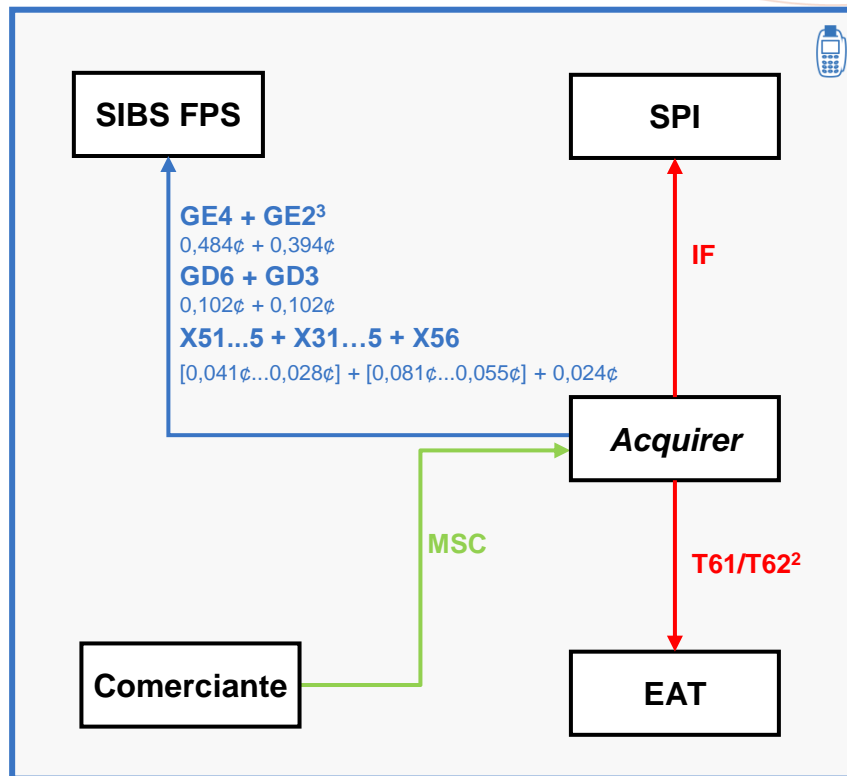 SIBS FPS
SPI
GE4 + GE2³
0,484¢ + 0,394¢
GD6 + GD3
0,102¢ + 0,102¢
X51...5 + X31…5 + X56
[0,041¢...0,028¢] + [0,081¢...0,055¢] + 0,024¢
IF
Acquirer
MSC
T61/T62²
Comerciante
EAT